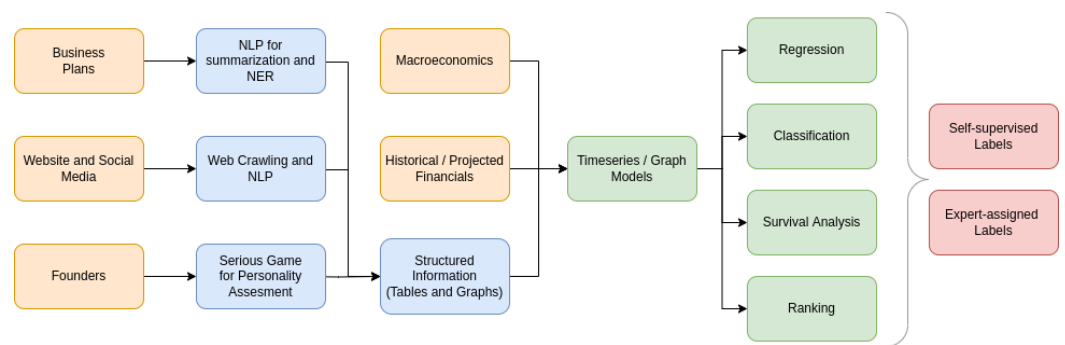 Business
Plans
NLP for
summarization and
NER
Macroeconomics
Regression
Website and Social
Media
Web Crawling and
NLP
Historical / Projected
Financials
Timeseries / Graph
Models
Classification
Self-supervised
Labels
Survival Analysis
Expert-assigned
Labels
Founders
Serious Game
for Personality
Assesment
Structured
Information
(Tables and Graphs)
Ranking